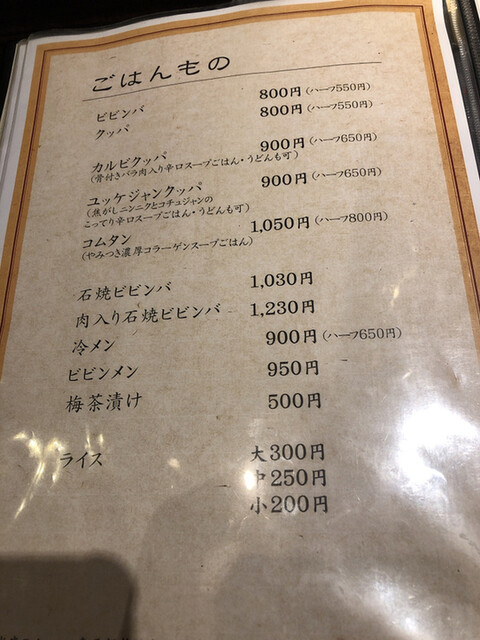 ごはんもの
ビビンバ 800円(ハーフ550円)
クッパ 800円(ハーフ550円)
カルビクッパ 900円(ハーフ650円)
(骨付きバラ肉入り辛口スープごはん・うどんも可)
ユッケジャンクッパ 900円(ハーフ650円)
(焦がしニンニクとコチュジャンの
こってり辛口スープごはん・うどんも可)
コムタン 1,050円(ハーフ800円)
(やみつき濃厚コラーゲンスープごはん)
石焼ビビンバ 1,030円
肉入り石焼ビビンバ 1,230円
冷メン 900円(ハーフ650円)
ビビンメン 950円
梅茶漬け 500円
ライス 大300円
中250円
小200円